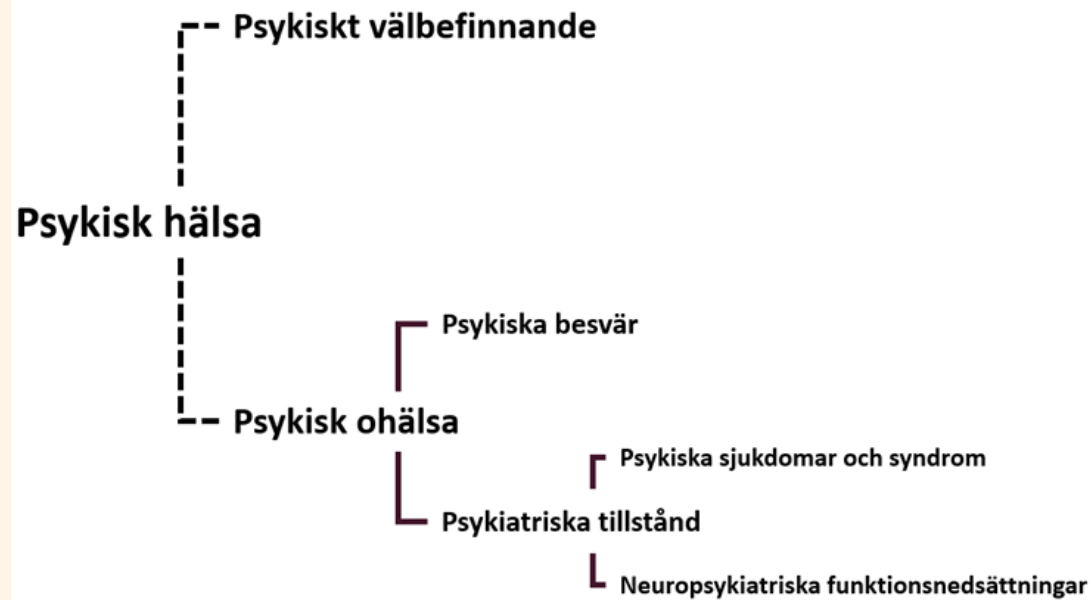 Psykiskt välbefinnande
Psykisk hälsa
Psykiska besvär
Psykisk ohälsa
Psykiska sjukdomar och syndrom
Psykiatriska tillstånd
Neuropsykiatriska funktionsnedsättningar